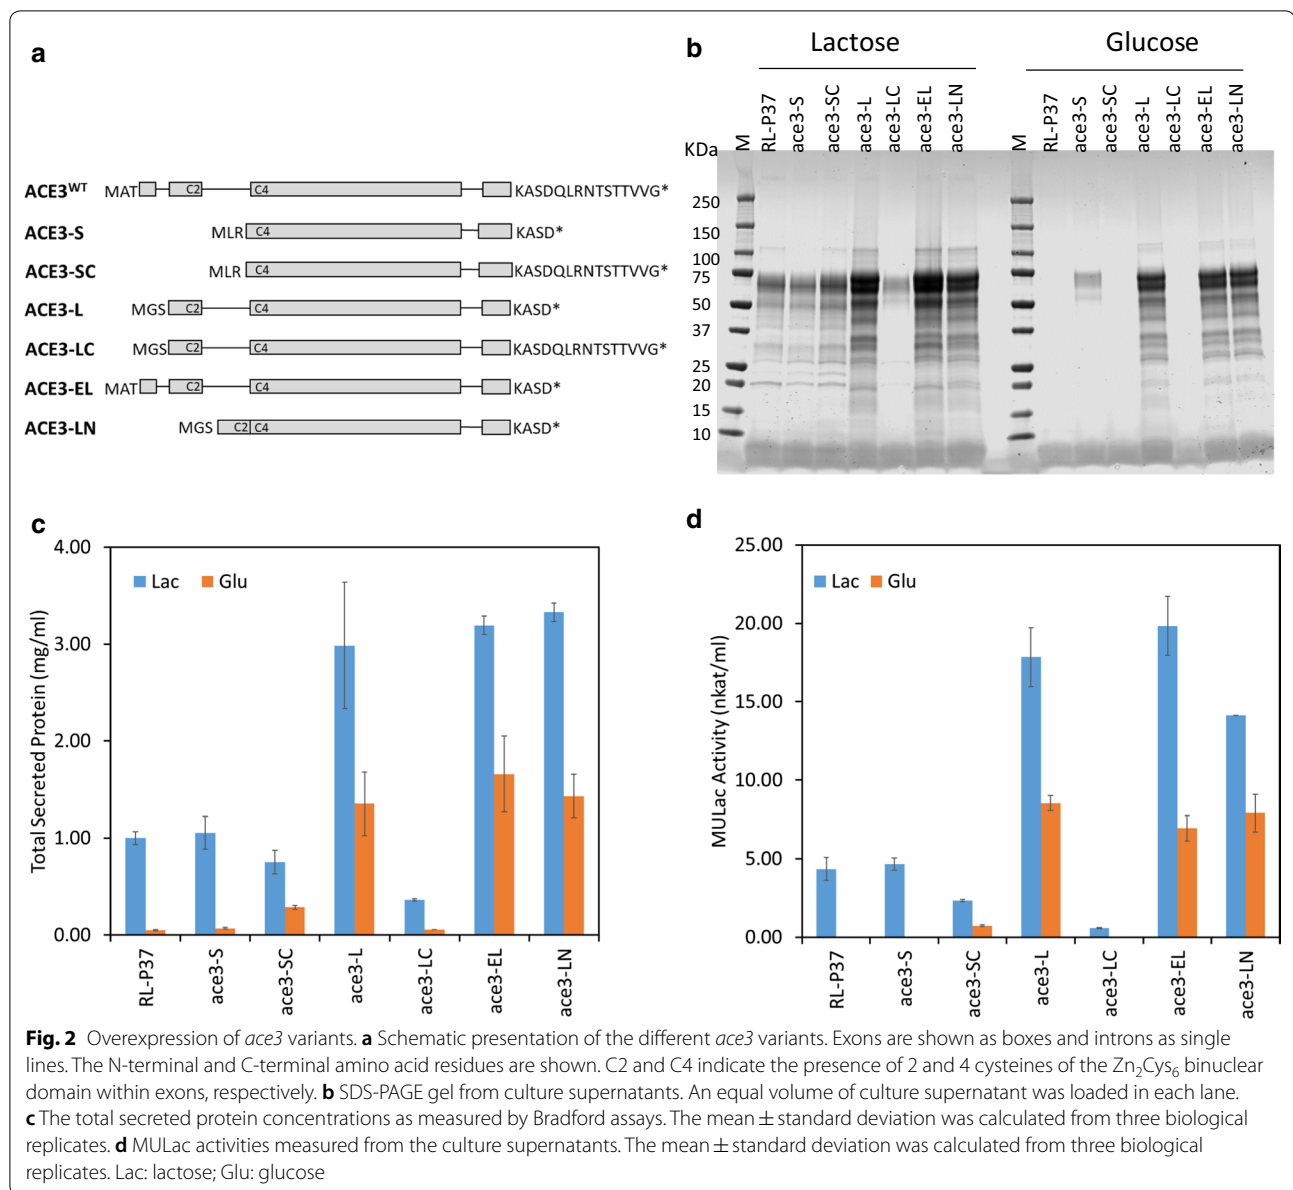 a
ACE3WT MAT C2 C4 KASDQLRNTSTTVVG*
ACE3-S MLR C4 KASD*
ACE3-SC MLR C4 KASDQLRNTSTTVVG*
ACE3-L MGS C2 C4 KASD*
ACE3-LC MGS C2 C4 KASDQLRNTSTTVVG*
ACE3-EL MAT C2 C4 KASD*
ACE3-LN MGS C2 C4 KASD*
b
Lactose Glucose
M RL-P37 ace3-S ace3-SC ace3-L ace3-LC ace3-EL ace3-LN M RL-P37 ace3-S ace3-SC ace3-L ace3-LC ace3-EL ace3-LN
KDa
250
150
100
75
50
37
25
20
15
10
c
Total Secreted Protein (mg/ml)
4.00
3.00
2.00
1.00
0.00
Lac Glu
RL-P37 ace3-S ace3-SC ace3-L ace3-LC ace3-EL ace3-LN
d
MULac Activity (nkat/ml)
25.00
20.00
15.00
10.00
5.00
0.00
Lac Glu
RL-P37 ace3-S ace3-SC ace3-L ace3-LC ace3-EL ace3-LN
Fig. 2 Overexpression of ace3 variants. a Schematic presentation of the different ace3 variants. Exons are shown as boxes and introns as single
lines. The N-terminal and C-terminal amino acid residues are shown. C2 and C4 indicate the presence of 2 and 4 cysteines of the Zn2Cys6 binuclear
domain within exons, respectively. b SDS-PAGE gel from culture supernatants. An equal volume of culture supernatant was loaded in each lane.
c The total secreted protein concentrations as measured by Bradford assays. The mean ± standard deviation was calculated from three biological
replicates. d MULac activities measured from the culture supernatants. The mean ± standard deviation was calculated from three biological
replicates. Lac: lactose; Glu: glucose